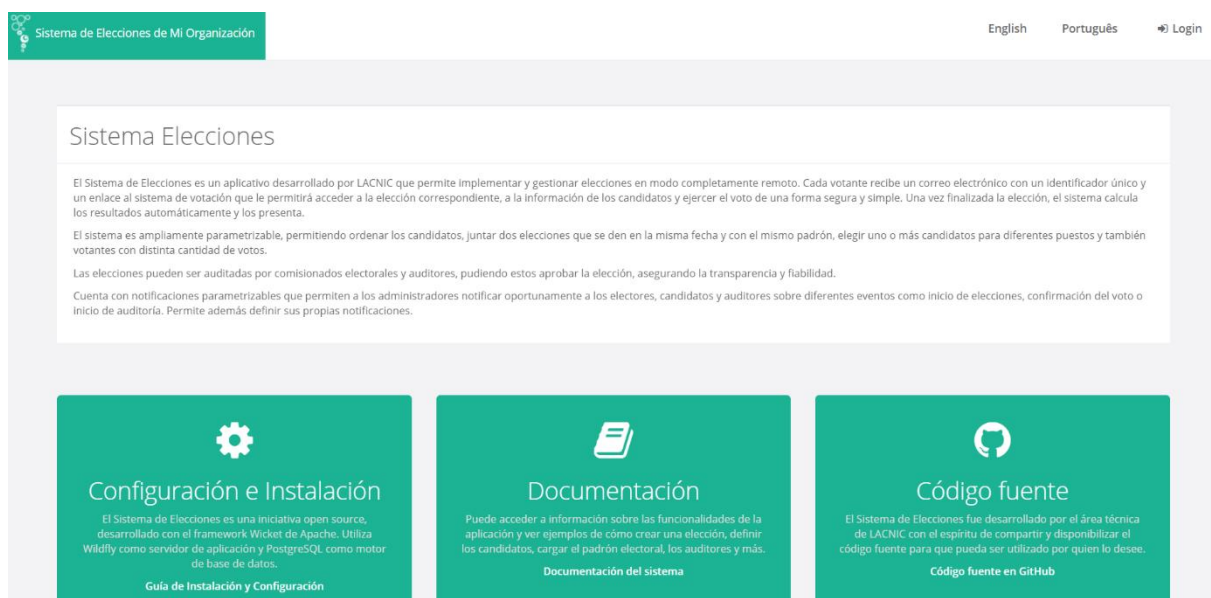 Sistema de Elecciones de Mi Organización
English Português Login
Sistema Elecciones
El Sistema de Elecciones es un aplicativo desarrollado por LACNIC que permite implementar y gestionar elecciones en modo completamente remoto. Cada votante recibe un correo electrónico con un identificador único y
un enlace al sistema de votación que le permitirá acceder a la elección correspondiente, a la información de los candidatos y ejercer el voto de una forma segura y simple. Una vez finalizada la elección, el sistema calcula
los resultados automáticamente y los presenta.
El sistema es ampliamente parametrizable, permitiendo ordenar los candidatos, juntar dos elecciones que se den en la misma fecha y con el mismo padrón, elegir uno o más candidatos para diferentes puestos y también
votantes con distinta cantidad de votos.
Las elecciones pueden ser auditadas por comisionados electorales y auditores, pudiendo estos aprobar la elección, asegurando la transparencia y fiabilidad.
Cuenta con notificaciones parametrizables que permiten a los administradores notificar oportunamente a los electores, candidatos y auditores sobre diferentes eventos como inicio de elecciones, confirmación del voto o
inicio de auditoría. Permite además definir sus propias notificaciones.
Configuración e Instalación
El Sistema de Elecciones es una iniciativa open source,
desarrollado con el framework Wicket de Apache. Utiliza
Wildfly como servidor de aplicación y PostgreSQL como motor
de base de datos.
Guía de Instalación y Configuración
Documentación
Puede acceder a información sobre las funcionalidades de la
aplicación y ver ejemplos de cómo crear una elección, definir
los candidatos, cargar el padrón electoral, los auditores y más.
Documentación del sistema
Código fuente
El Sistema de Elecciones fue desarrollado por el área técnica
de LACNIC con el espíritu de compartir y disponibilizar el
código fuente para que pueda ser utilizado por quien lo desee.
Código fuente en GitHub